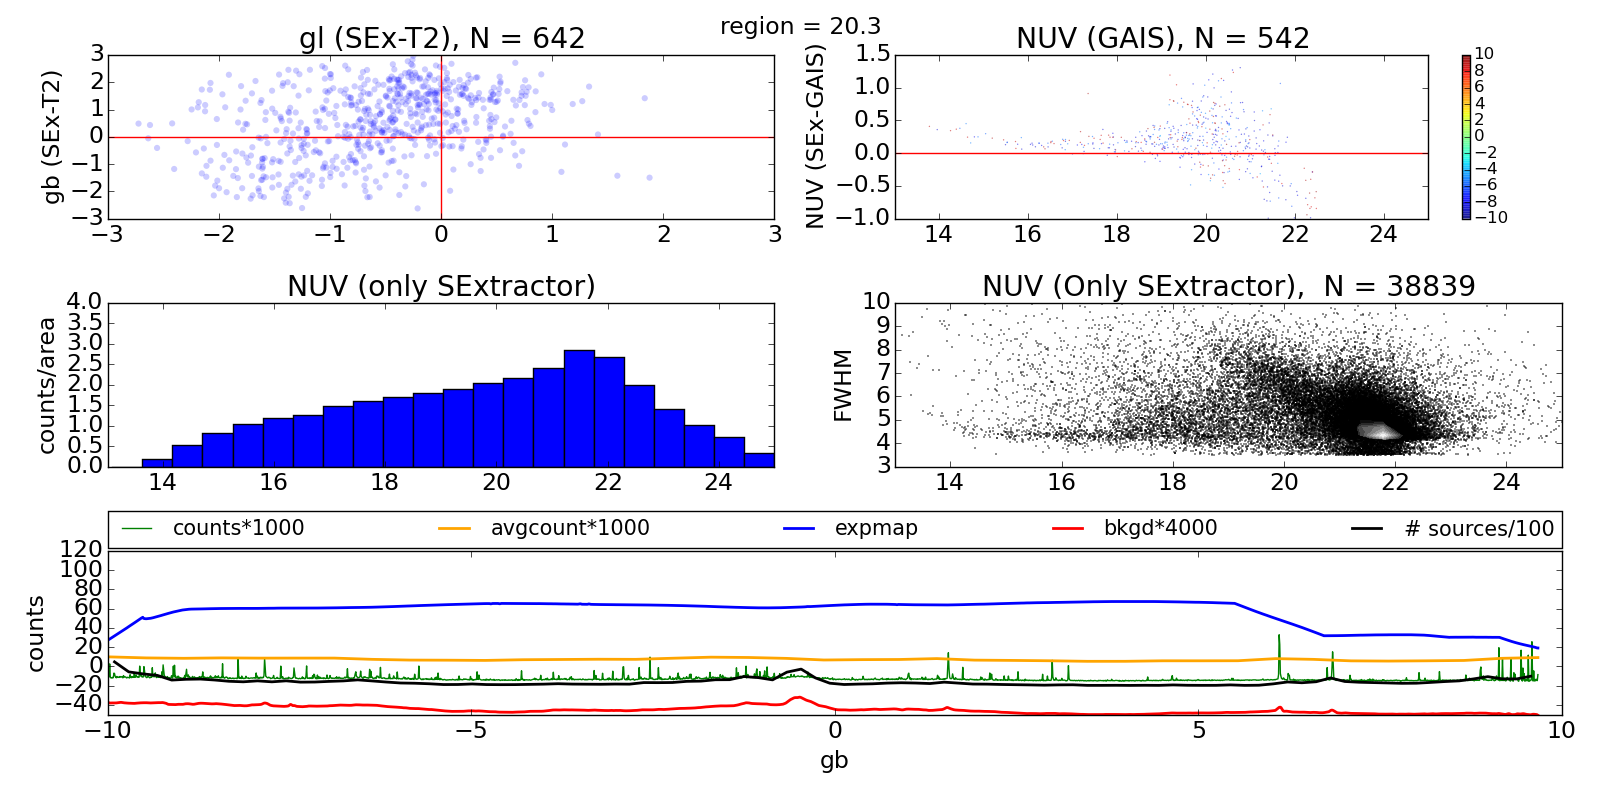 region = 20.3
gl (SEx-T2), N = 642
3
2
1
0
−1
−2
−3
gb (SEx-T2)
−3 −2 −1 0 1 2 3
NUV (GAIS), N = 542
1.5
1.0
0.5
0.0
−0.5
−1.0
NUV (SEx-GAIS)
14 16 18 20 22 24
10
8
6
4
2
0
−2
−4
−6
−8
−10
NUV (only SExtractor)
4.0
3.5
3.0
2.5
2.0
1.5
1.0
0.5
0.0
counts/area
14 16 18 20 22 24
NUV (Only SExtractor), N = 38839
10
9
8
7
6
5
4
3
FWHM
14 16 18 20 22 24
counts*1000 avgcount*1000 expmap bkgd*4000 # sources/100
120
100
80
60
40
20
0
−20
−40
counts
−10 −5 0 5 10
gb